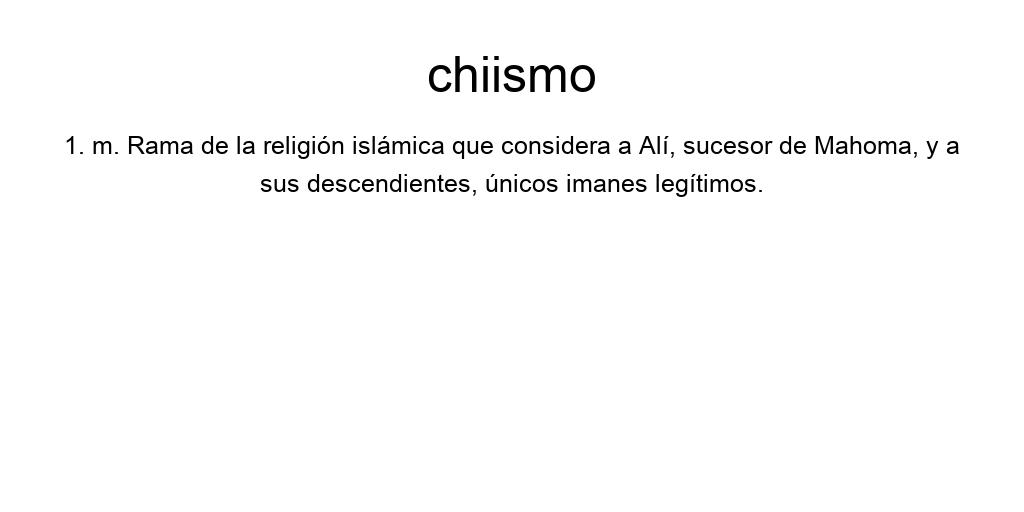 chiismo
1. m. Rama de la religión islámica que considera a Alí, sucesor de Mahoma, y a
sus descendientes, únicos imanes legítimos.